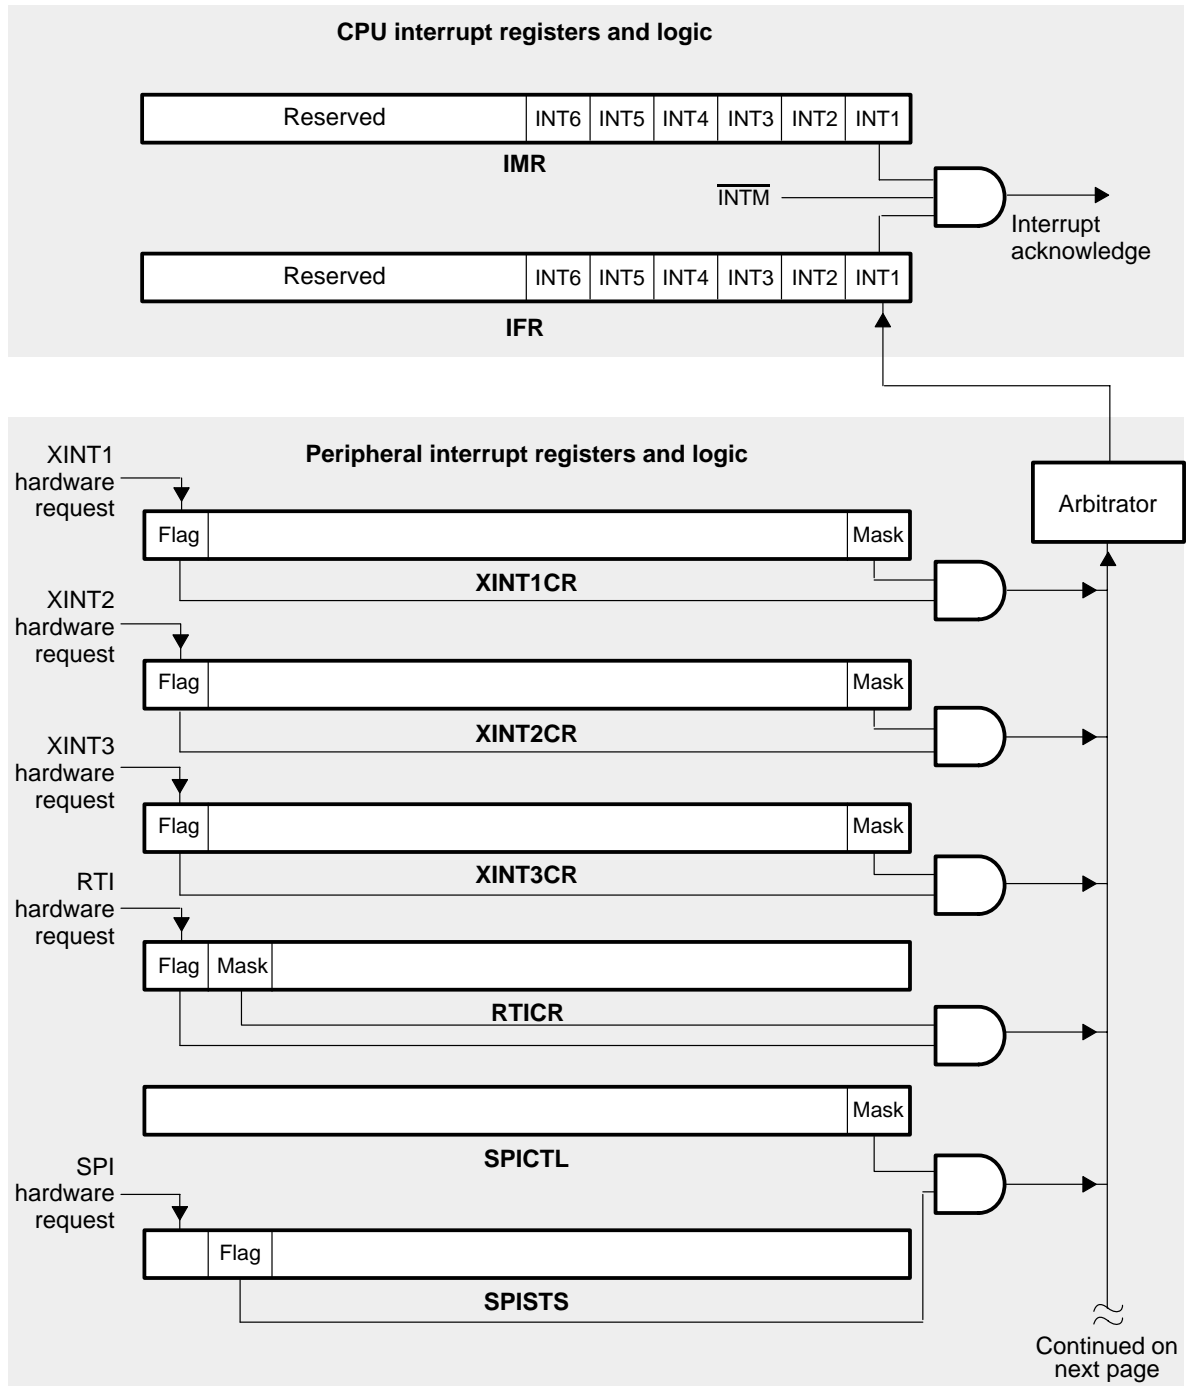 CPU interrupt registers and logic
Reserved INT6 INT5 INT4 INT3 INT2 INT1
IMR
INTM
Interrupt
acknowledge
Reserved INT6 INT5 INT4 INT3 INT2 INT1
IFR
Peripheral interrupt registers and logic
XINT1
hardware
request
Arbitrator
Flag Mask
XINT1CR
XINT2
hardware
request
Flag Mask
XINT2CR
XINT3
hardware
request
Flag Mask
XINT3CR
RTI
hardware
request
Flag Mask
RTICR
Mask
SPICTL
SPI
hardware
request
Flag
SPISTS
Continued on
next page